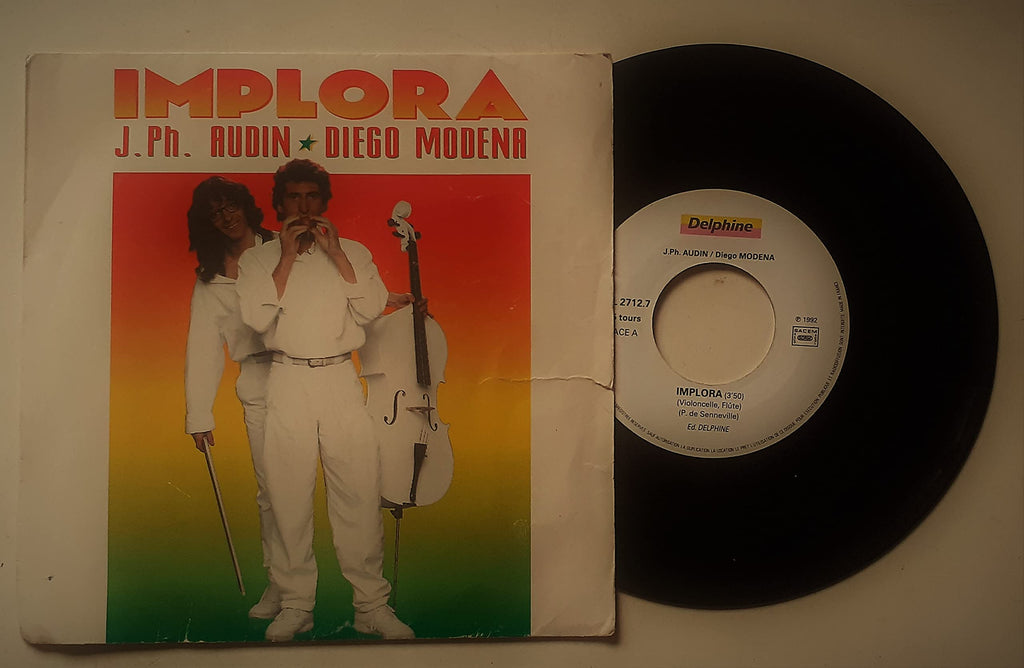 IMPLORA
J.Ph. AUDIN ★ DIEGO MODENA
Delphine
J.Ph. AUDIN / Diego MODENA
2712.7
tours
ACE A
℗ 1992
SACEM
IMPLORA (3'50)
(Violoncelle, Flûte)
(P. de Senneville)
Ed. DELPHINE